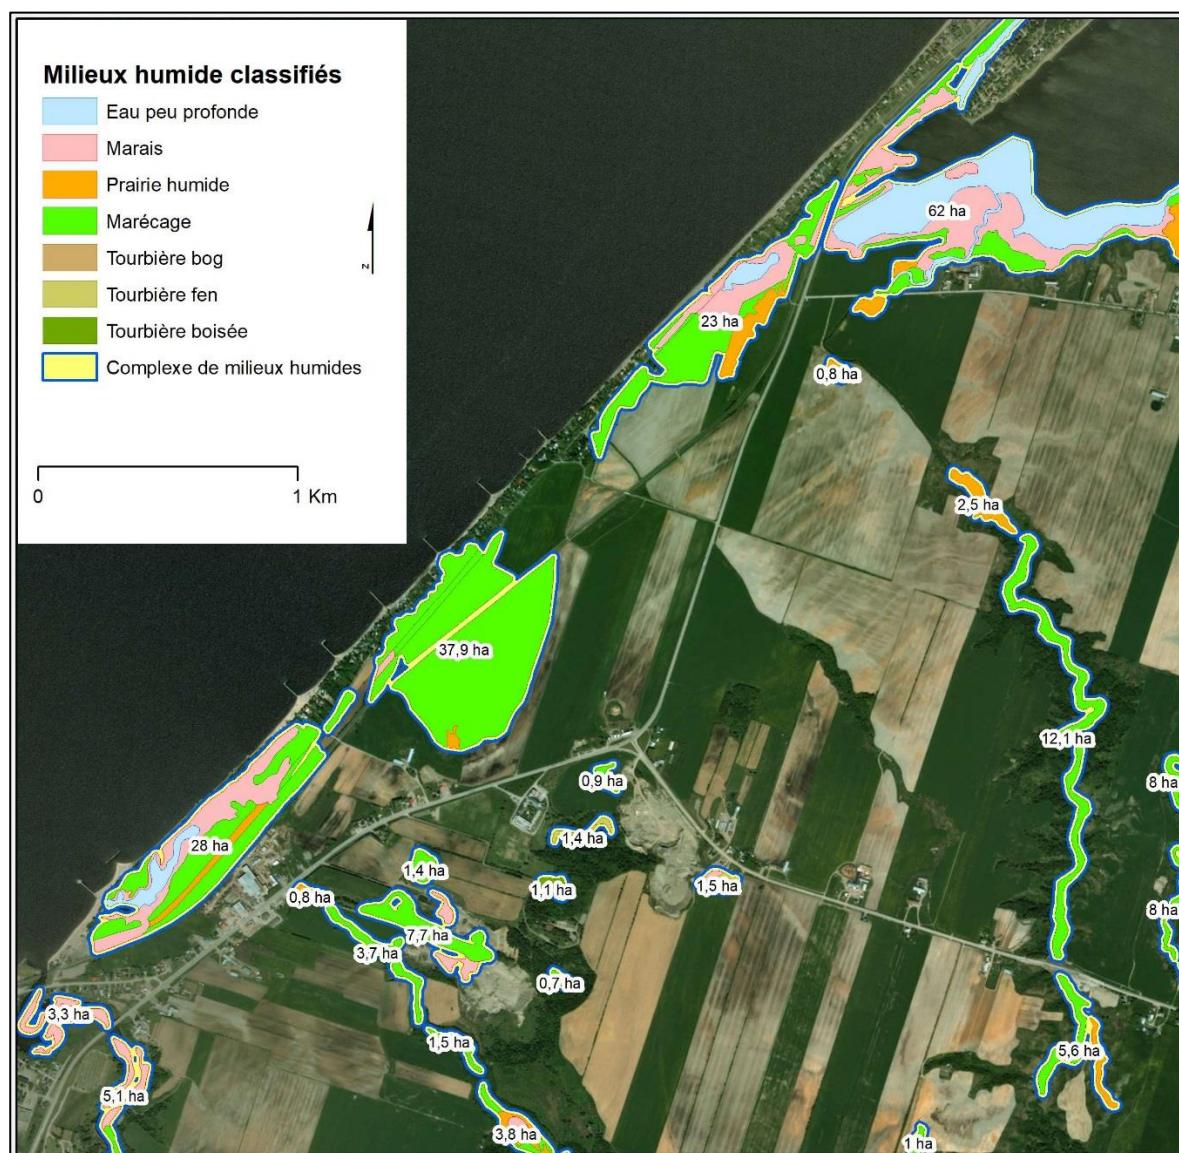 Milieux humide classifiés
Eau peu profonde
Marais
Prairie humide
Marécage
Tourbière bog
Tourbière fen
Tourbière boisée
Complexe de milieux humides
z
0 1 Km
62 ha
23 ha
0,8 ha
2,5 ha
37,9 ha
12,1 ha
0,9 ha
8 ha
1,4 ha
28 ha
1,4 ha
1,1 ha
1,5 ha
0,8 ha
8 ha
7,7 ha
3,7 ha
0,7 ha
3,3 ha
1,5 ha
5,6 ha
5,1 ha
3,8 ha
1 ha